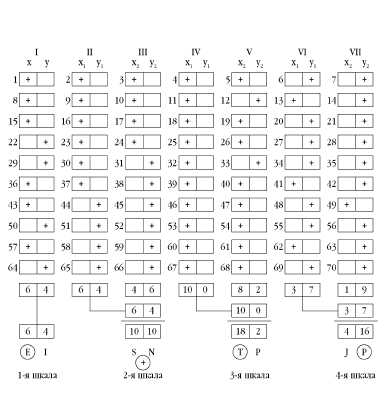 I II III IV V VI VII
x y x₁ y₁ x₂ y₂ x₁ y₁ x₂ y₂ x₁ y₁ x₂ y₂
1 + 2 + 3 + 4 + 5 + 6 + 7 +
8 + 9 + 10 + 11 + 12 + 13 + 14 +
15 + 16 + 17 + 18 + 19 + 20 + 21 +
22 + 23 + 24 + 25 + 26 + 27 + 28 +
29 + 30 + 31 + 32 + 33 + 34 + 35 +
36 + 37 + 38 + 39 + 40 + 41 + 42 +
43 + 44 + 45 + 46 + 47 + 48 + 49 +
50 + 51 + 52 + 53 + 54 + 55 + 56 +
57 + 58 + 59 + 60 + 61 + 62 + 63 +
64 + 65 + 66 + 67 + 68 + 69 + 70 +
6 4 6 4 4 6 10 0 8 2 3 7 1 9
6 4 10 0 3 7
6 4 10 10 18 2 4 16
E I S N T P J P
+
1-я шкала 2-я шкала 3-я шкала 4-я шкала